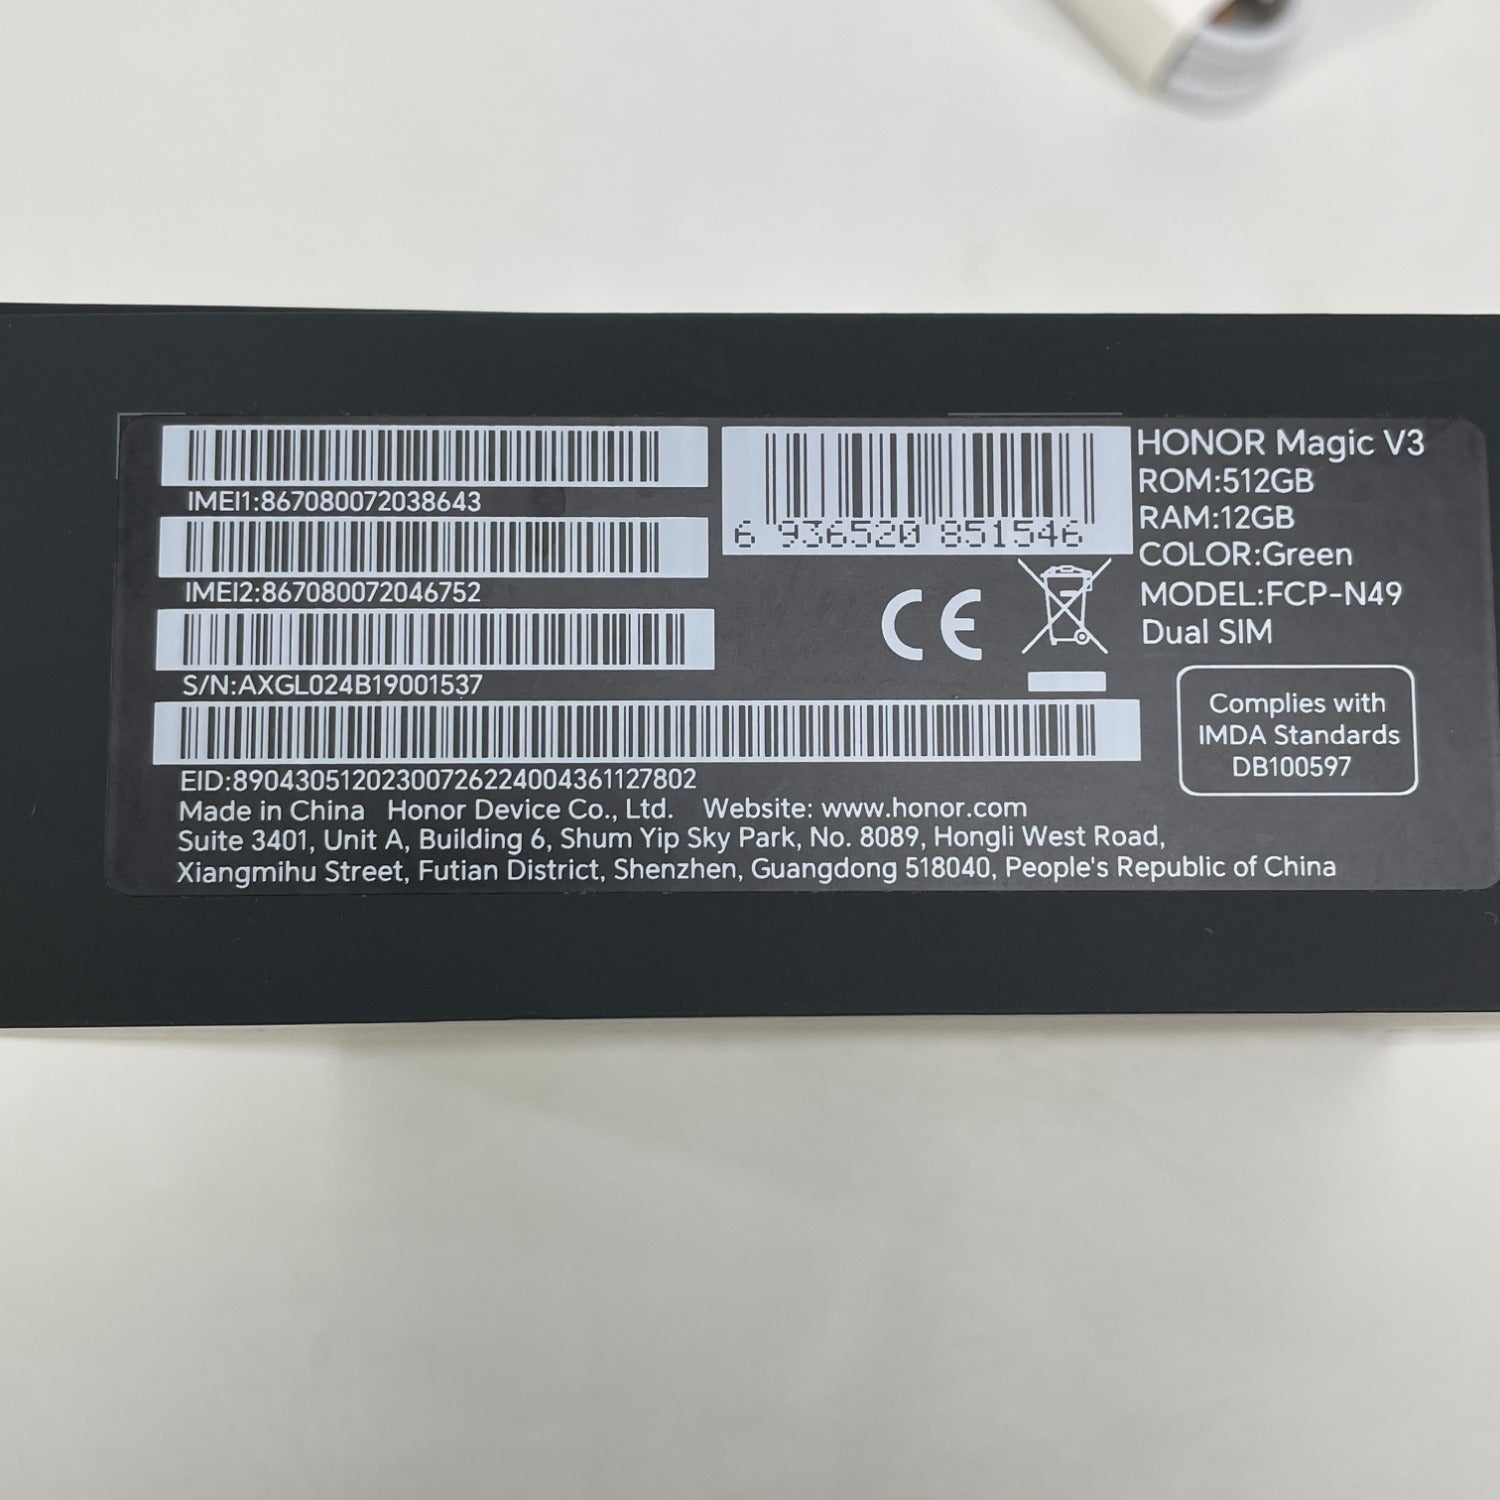 IMEI1:867080072038643
IMEI2:867080072046752
S/N:AXGL024B19001537
EID:89043051202300726224004361127802
6 936520 851546
CE
HONOR Magic V3
ROM:512GB
RAM:12GB
COLOR:Green
MODEL:FCP-N49
Dual SIM
Complies with
IMDA Standards
DB100597
Made in China Honor Device Co., Ltd. Website: www.honor.com
Suite 3401, Unit A, Building 6, Shum Yip Sky Park, No. 8089, Hongli West Road,
Xiangmihu Street, Futian District, Shenzhen, Guangdong 518040, People's Republic of China